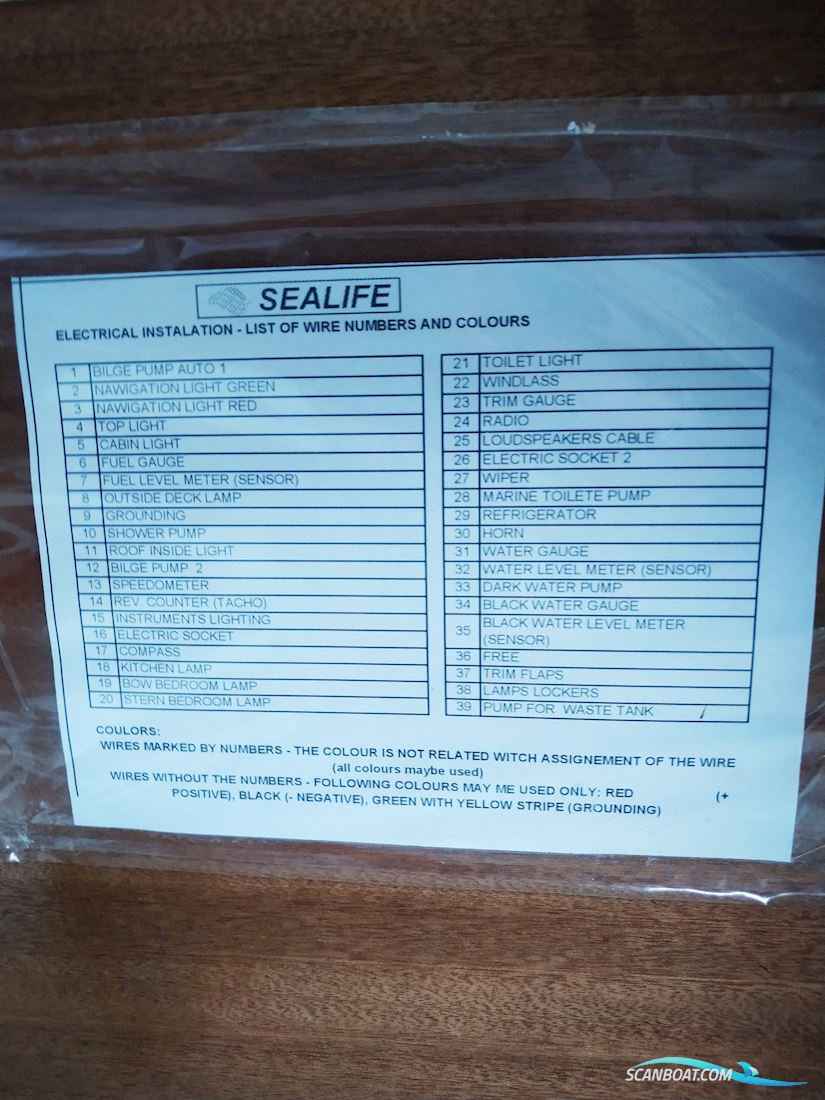 SEALIFE
ELECTRICAL INSTALATION - LIST OF WIRE NUMBERS AND COLOURS
1 BILGE PUMP AUTO 1
2 NAWIGATION LIGHT GREEN
3 NAWIGATION LIGHT RED
4 TOP LIGHT
5 CABIN LIGHT
6 FUEL GAUGE
7 FUEL LEVEL METER (SENSOR)
8 OUTSIDE DECK LAMP
9 GROUNDING
10 SHOWER PUMP
11 ROOF INSIDE LIGHT
12 BILGE PUMP 2
13 SPEEDOMETER
14 REV. COUNTER (TACHO)
15 INSTRUMENTS LIGHTING
16 ELECTRIC SOCKET
17 COMPASS
18 KITCHEN LAMP
19 BOW BEDROOM LAMP
20 STERN BEDROOM LAMP
21 TOILET LIGHT
22 WINDLASS
23 TRIM GAUGE
24 RADIO
25 LOUDSPEAKERS CABLE
26 ELECTRIC SOCKET 2
27 WIPER
28 MARINE TOILETE PUMP
29 REFRIGERATOR
30 HORN
31 WATER GAUGE
32 WATER LEVEL METER (SENSOR)
33 DARK WATER PUMP
34 BLACK WATER GAUGE
35 BLACK WATER LEVEL METER
(SENSOR)
36 FREE
37 TRIM FLAPS
38 LAMPS LOCKERS
39 PUMP FOR WASTE TANK
COULORS:
WIRES MARKED BY NUMBERS - THE COLOUR IS NOT RELATED WITCH ASSIGNEMENT OF THE WIRE
(all colours maybe used)
WIRES WITHOUT THE NUMBERS - FOLLOWING COLOURS MAY ME USED ONLY: RED (+
POSITIVE), BLACK (- NEGATIVE), GREEN WITH YELLOW STRIPE (GROUNDING)
SCANBOAT.COM